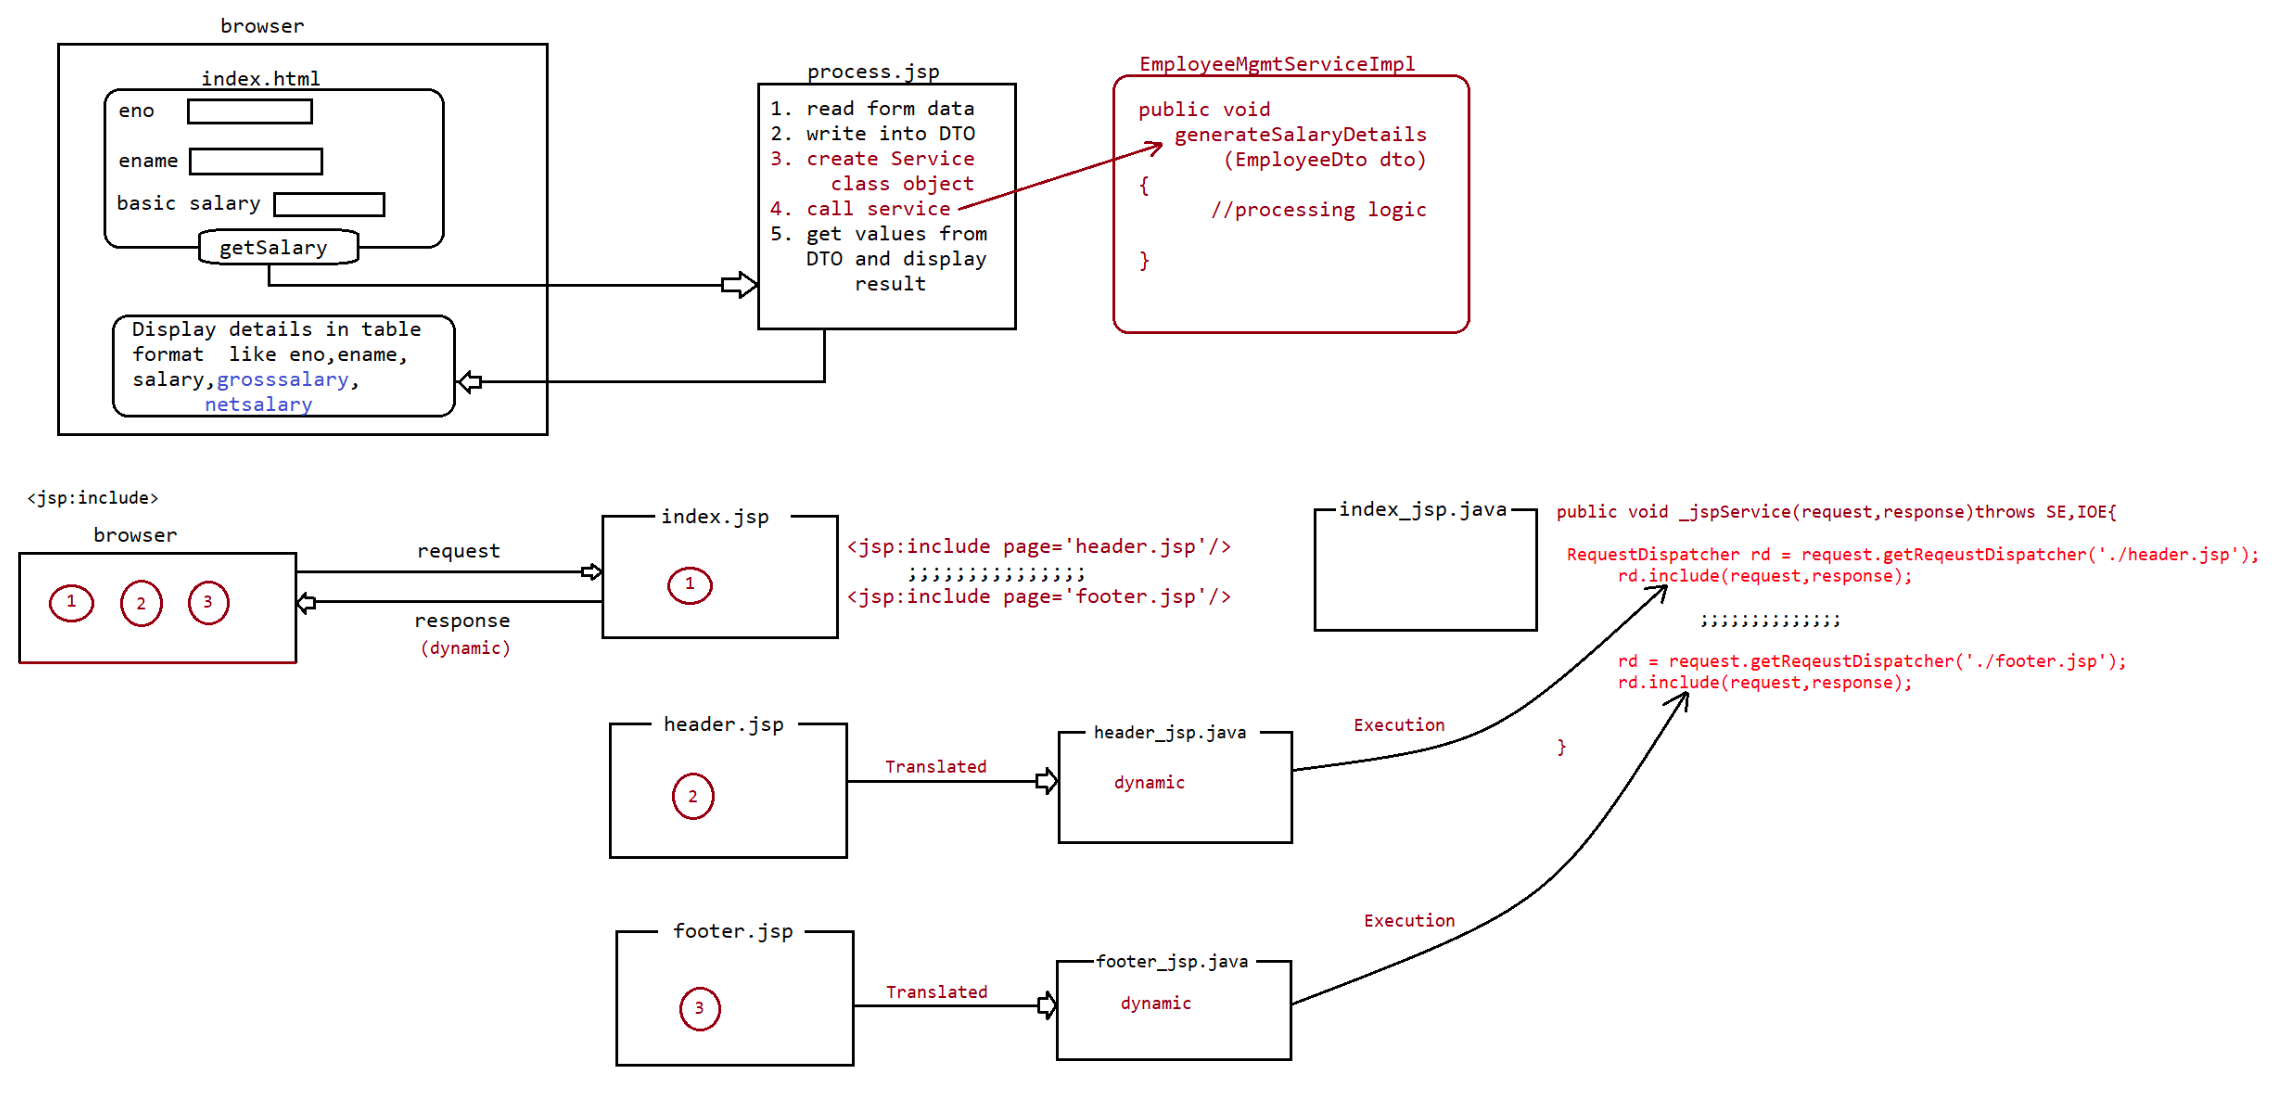 browser
index.html
eno
ename
basic salary
getSalary
Display details in table
format  like eno,ename,
salary,grosssalary,
netsalary
process.jsp
1. read form data
2. write into DTO
3. create Service
class object
4. call service
5. get values from
DTO and display
result
EmployeeMgmtServiceImpl
public void
generateSalaryDetails
(EmployeeDto dto)
{
//processing logic
}
<jsp:include>
browser
1
2
3
request
response
(dynamic)
index.jsp
1
<jsp:include page='header.jsp'/>
;;;;;;;;;;;;;;;
<jsp:include page='footer.jsp'/>
index_jsp.java
public void _jspService(request,response)throws SE,IOE{
RequestDispatcher rd = request.getReqeustDispatcher('./header.jsp');
rd.include(request,response);
;;;;;;;;;;;;;;
rd = request.getReqeustDispatcher('./footer.jsp');
rd.include(request,response);
}
header.jsp
2
Translated
header_jsp.java
dynamic
Execution
footer.jsp
3
Translated
footer_jsp.java
dynamic
Execution